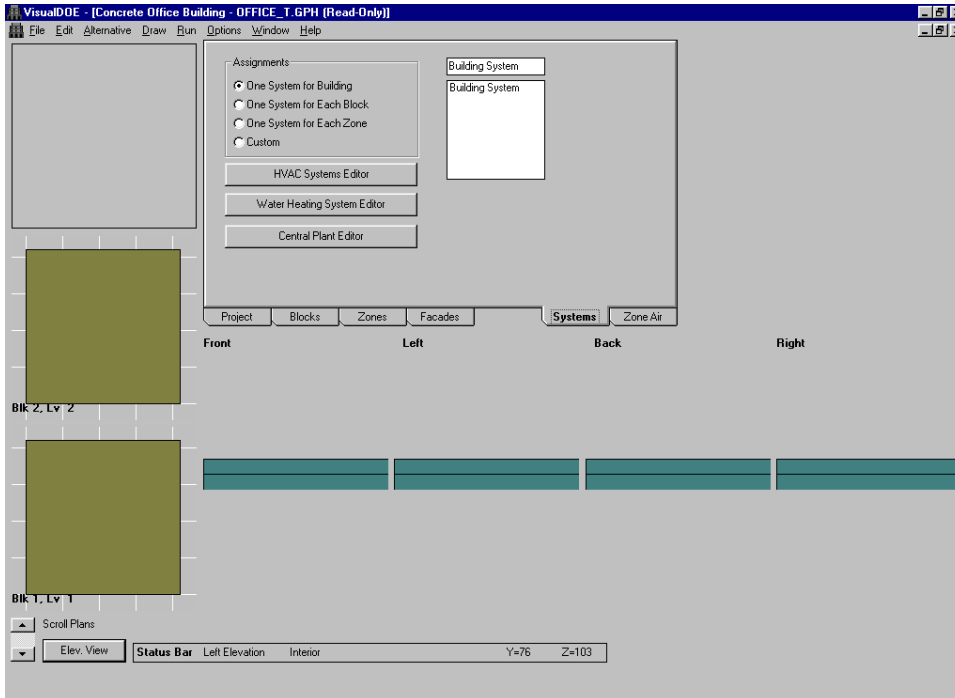 VisualDOE - [Concrete Office Building - OFFICE_T.GPH (Read-Only)]
File Edit Alternative Draw Run Options Window Help
Assignments
One System for Building
One System for Each Block
One System for Each Zone
Custom
HVAC Systems Editor
Water Heating System Editor
Central Plant Editor
Building System
Building System
Project Blocks Zones Facades Systems Zone Air
Front Left Back Right
Blk 2, Lv 2
Blk 1, Lv 1
Scroll Plans
Elev. View Status Bar Left Elevation Interior Y=76 Z=103